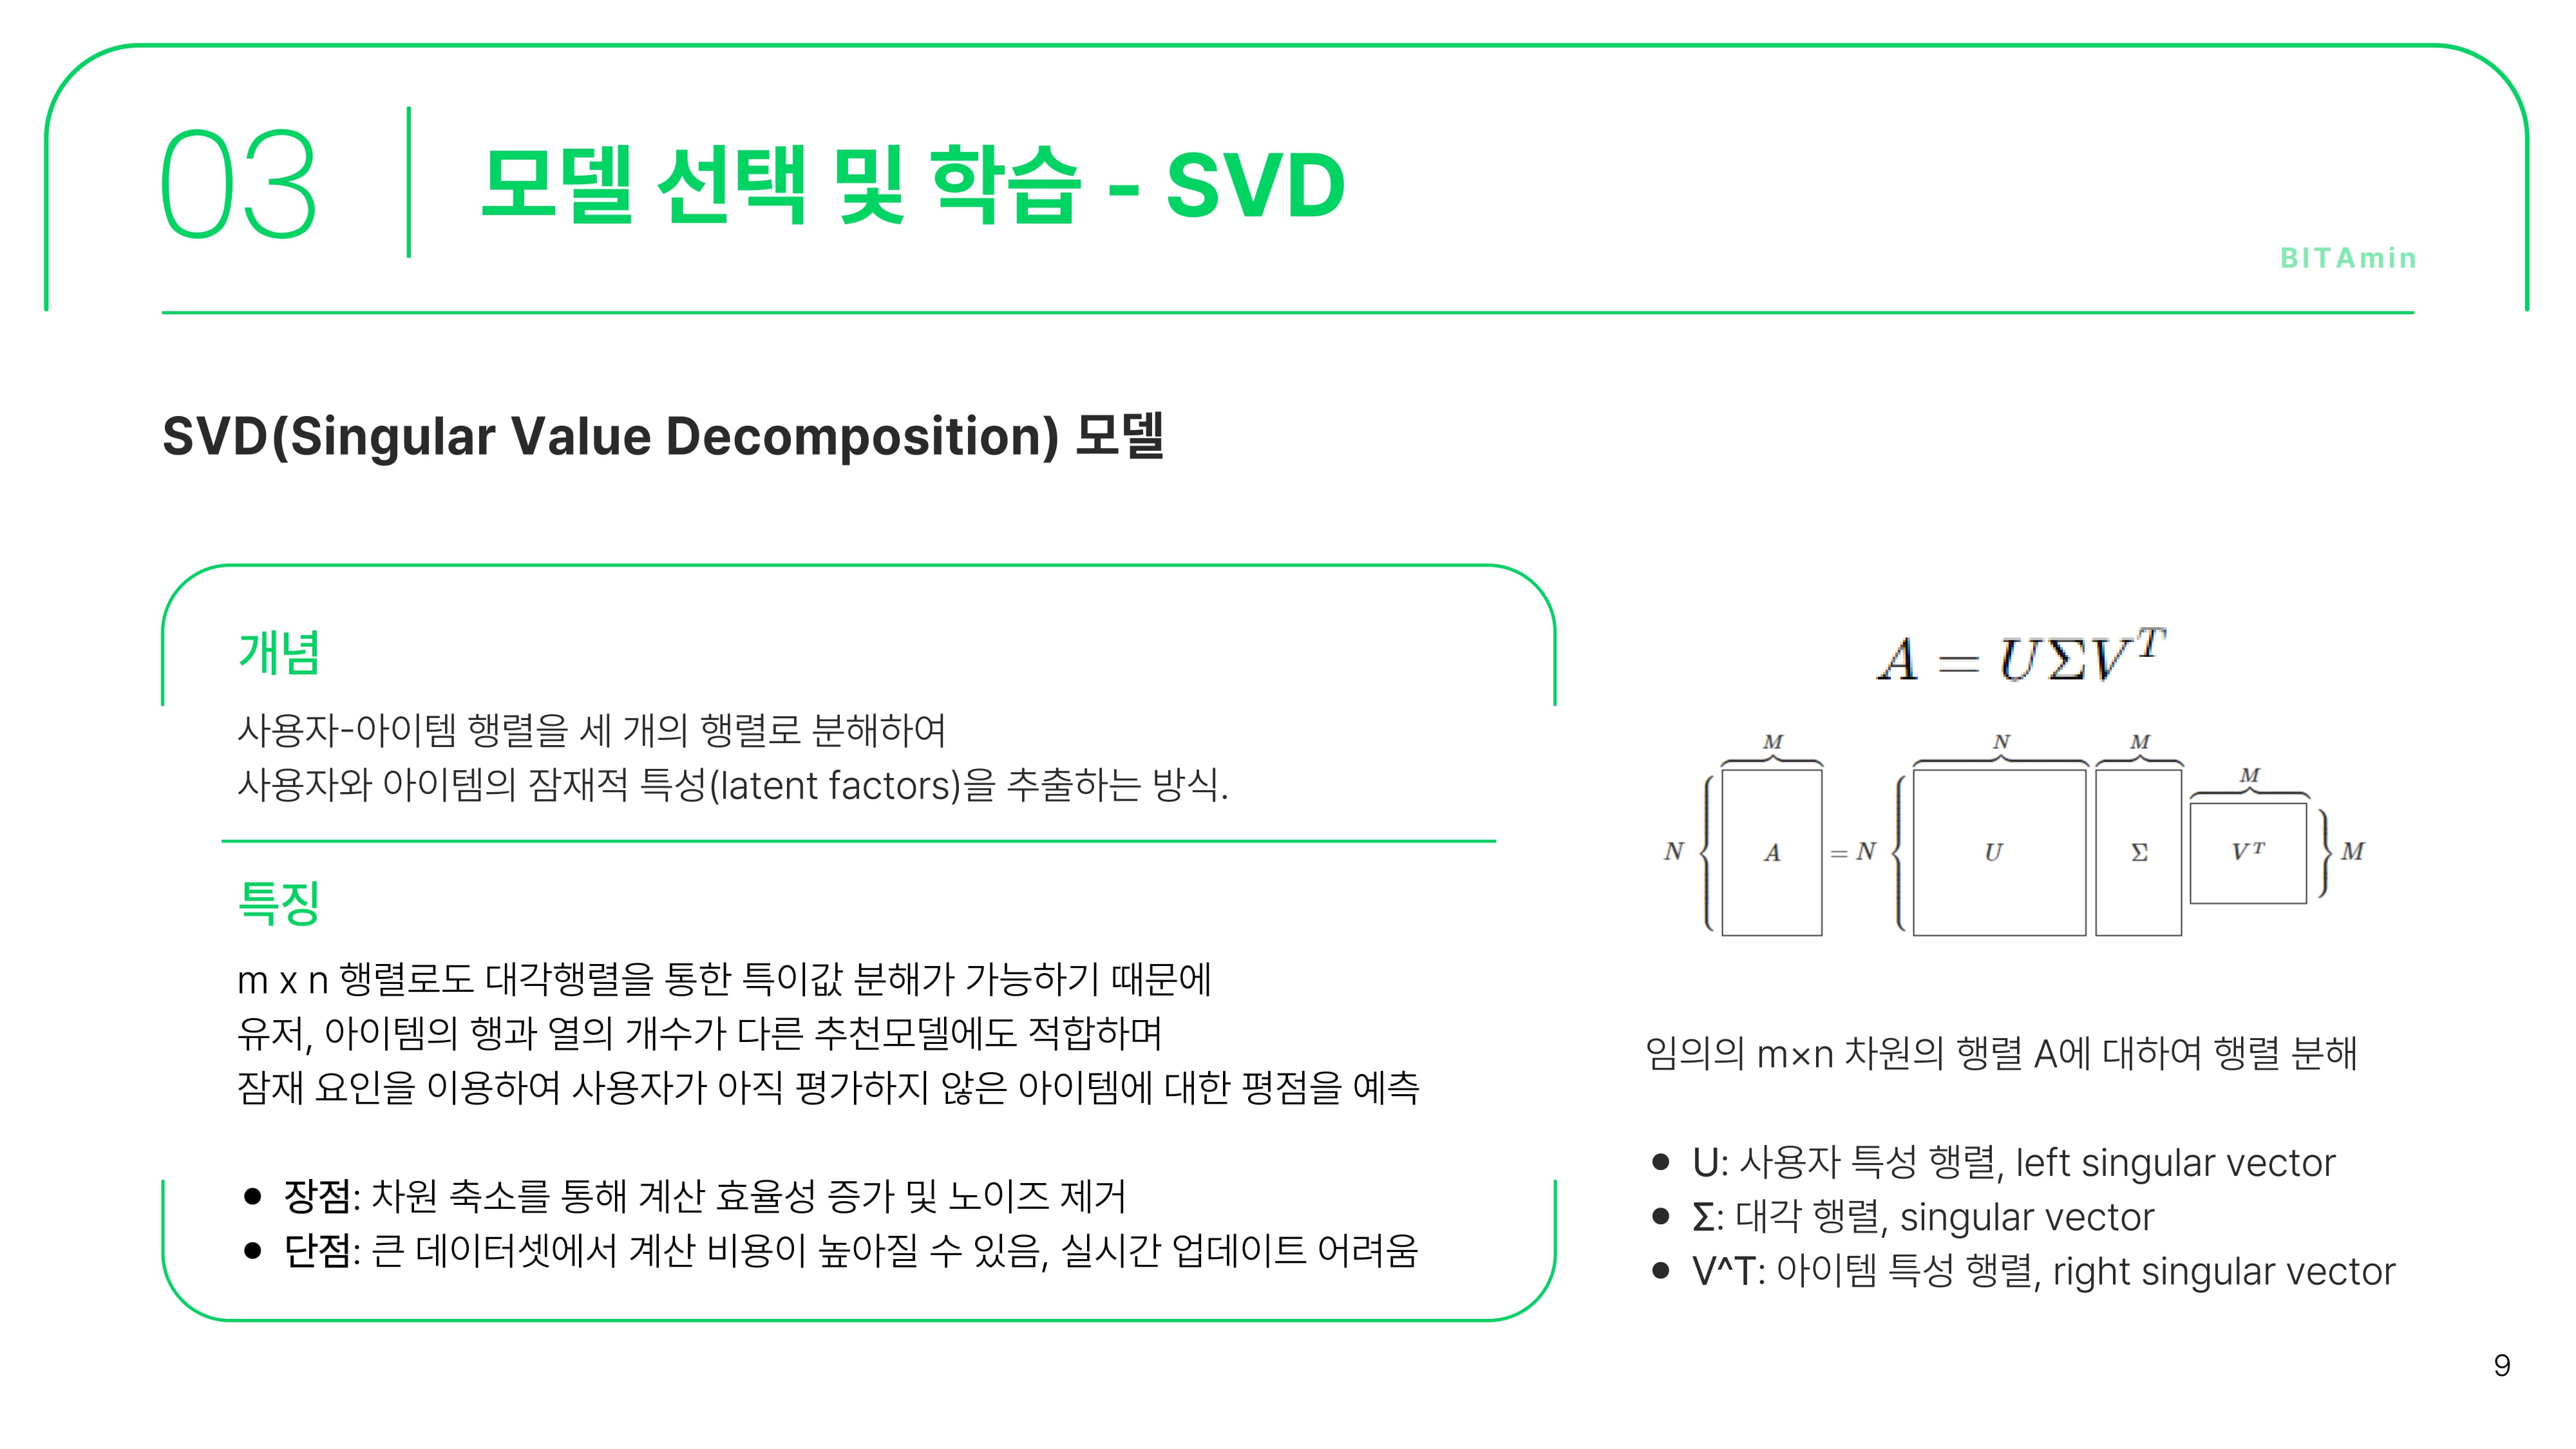 03
모델 선택 및 학습 - SVD
BITAmin
SVD(Singular Value Decomposition) 모델
개념
사용자-아이템 행렬을 세 개의 행렬로 분해하여
사용자와 아이템의 잠재적 특성(latent factors)을 추출하는 방식.
특징
m x n 행렬로도 대각행렬을 통한 특이값 분해가 가능하기 때문에
유저, 아이템의 행과 열의 개수가 다른 추천모델에도 적합하며
잠재 요인을 이용하여 사용자가 아직 평가하지 않은 아이템에 대한 평점을 예측
● 장점: 차원 축소를 통해 계산 효율성 증가 및 노이즈 제거
● 단점: 큰 데이터셋에서 계산 비용이 높아질 수 있음, 실시간 업데이트 어려움
A = UΣV^T
M N M M
N A = N U Σ V^T M
임의의 m×n 차원의 행렬 A에 대하여 행렬 분해
● U: 사용자 특성 행렬, left singular vector
● Σ: 대각 행렬, singular vector
● V^T: 아이템 특성 행렬, right singular vector
9